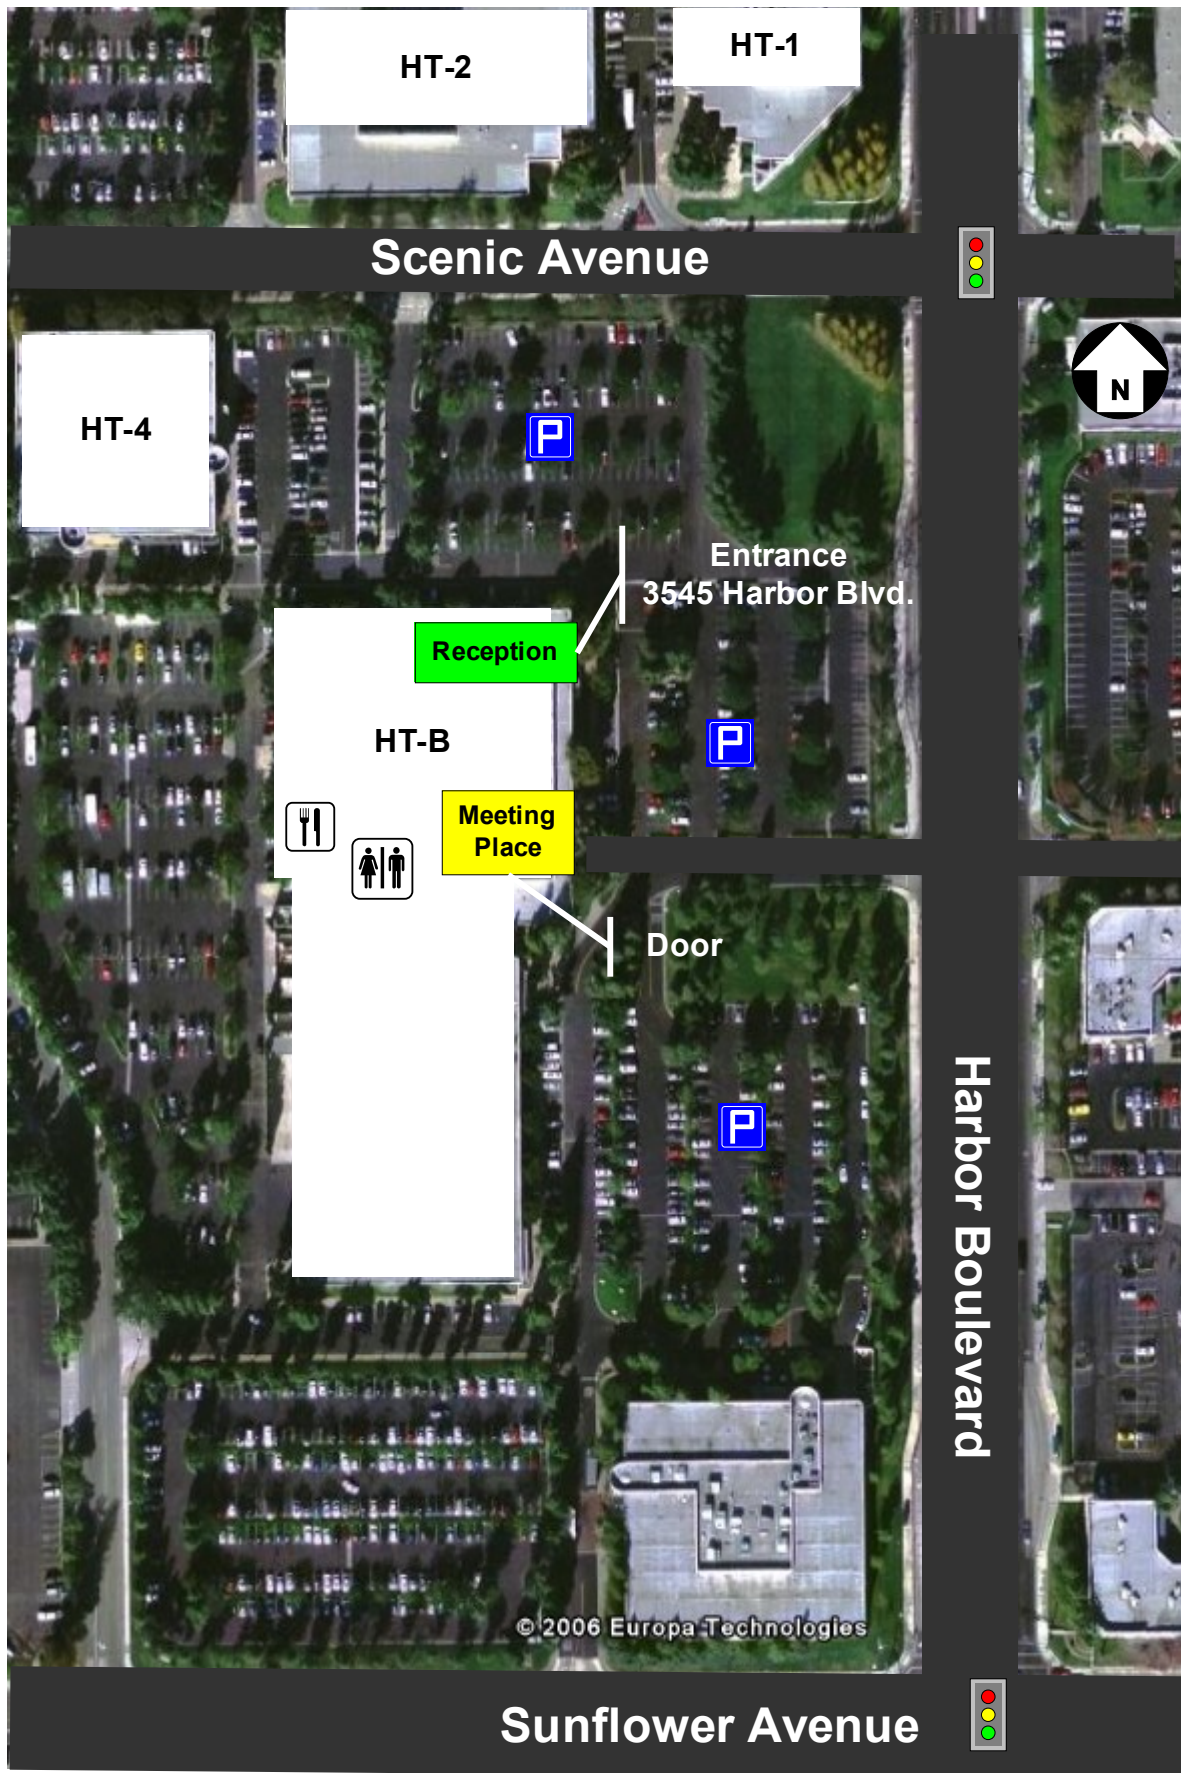 HT-2
HT-1
Scenic Avenue
HT-4
N
P
Entrance
3545 Harbor Blvd.
Reception
HT-B
P
Meeting
Place
Door
P
Harbor Boulevard
© 2006 Europa Technologies
Sunflower Avenue